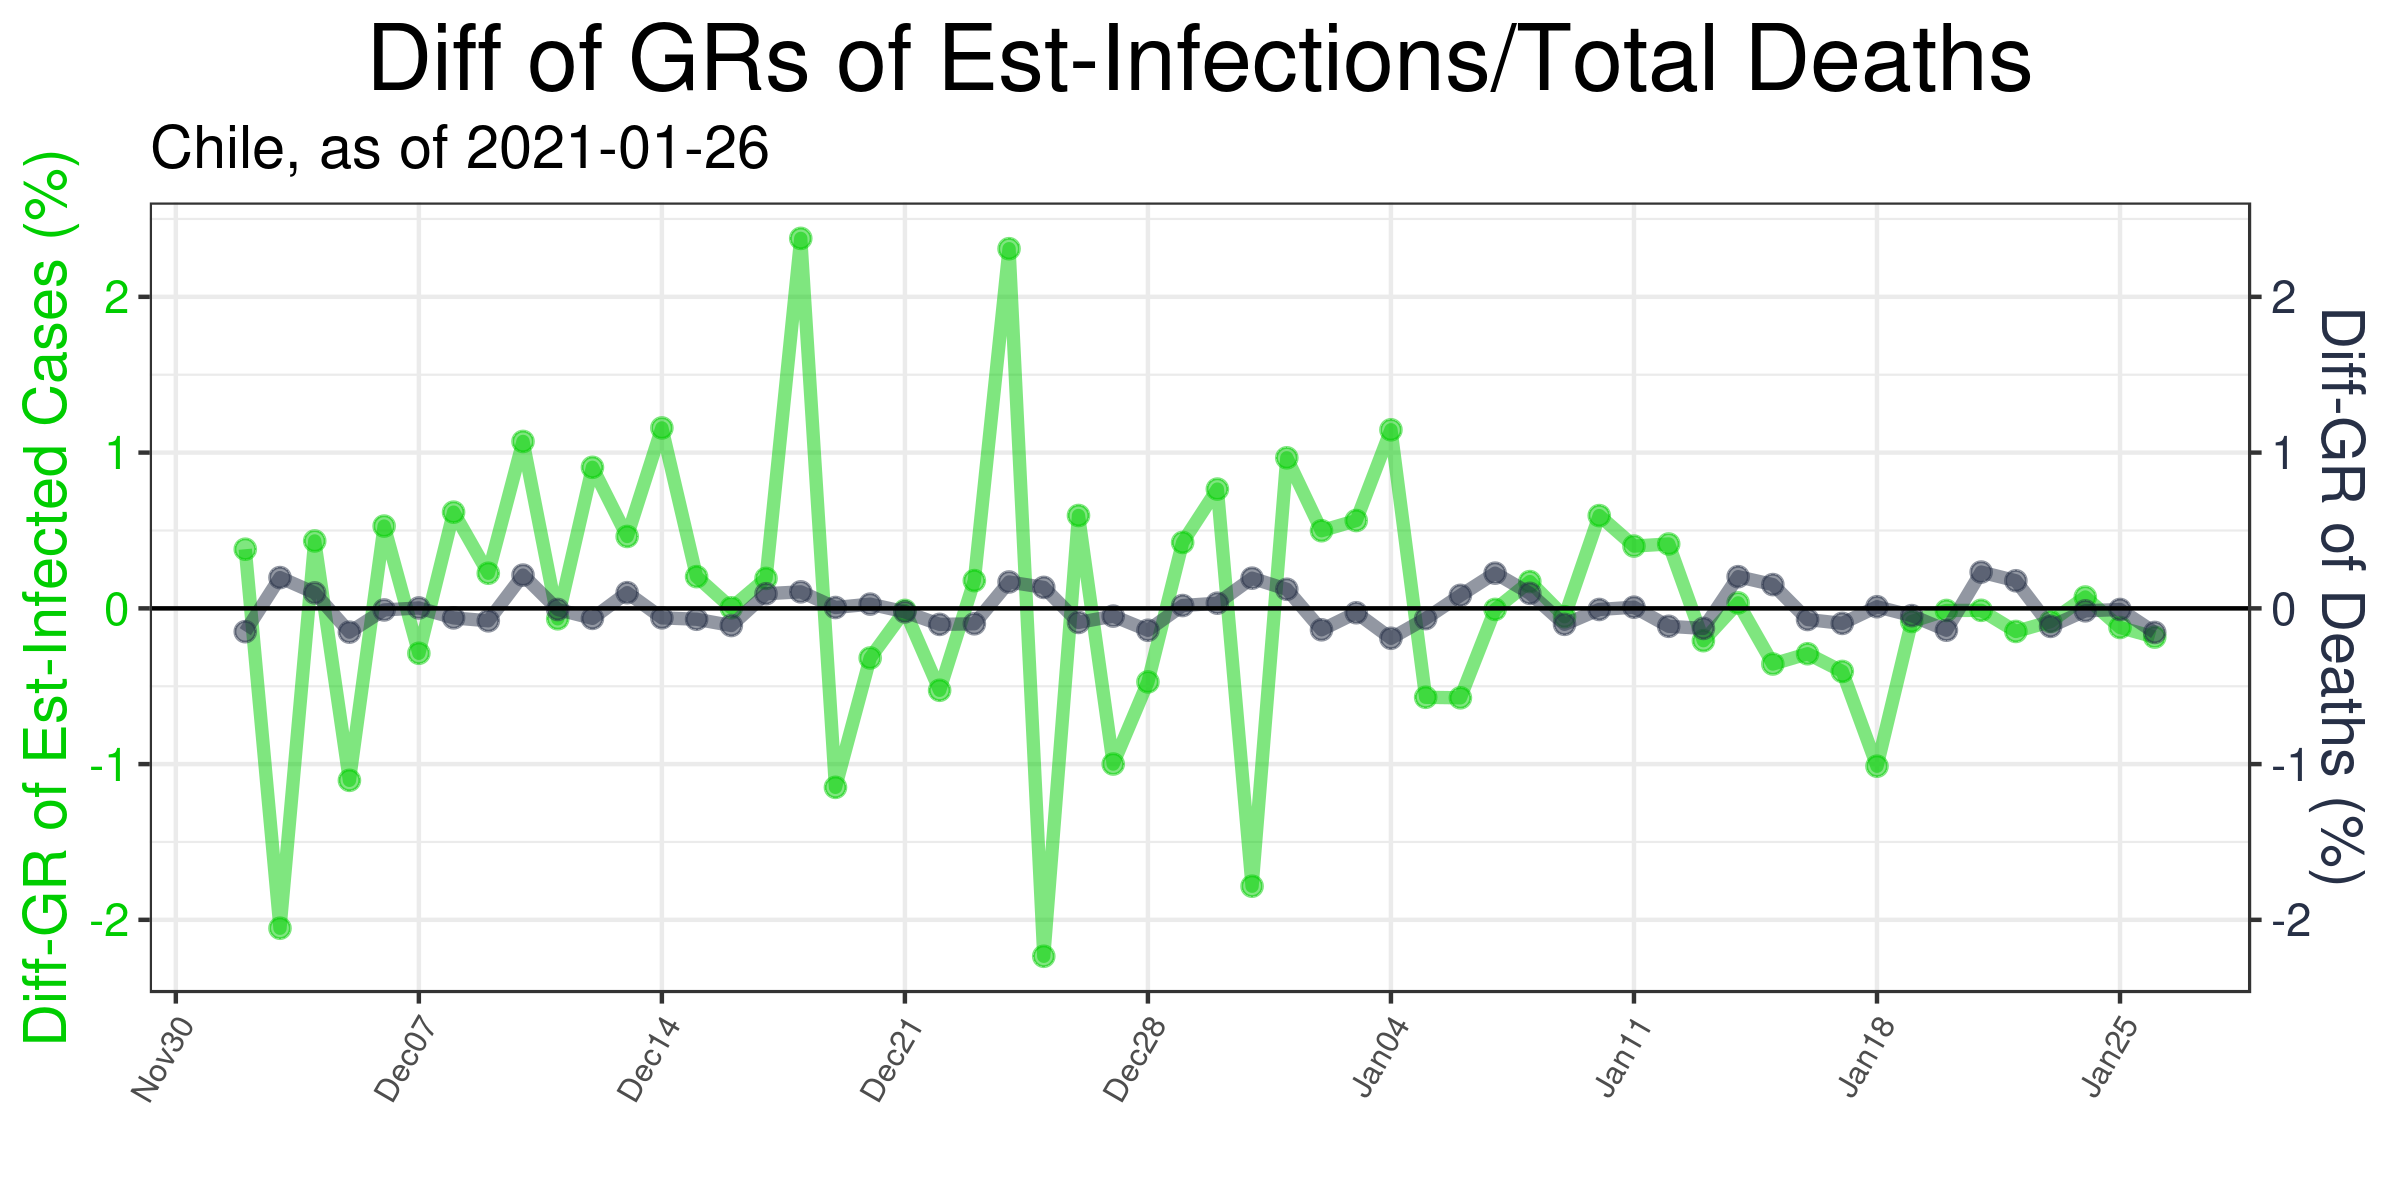 Diff of GRs of Est-Infections/Total Deaths
Chile, as of 2021-01-26
Diff-GR of Est-Infected Cases (%)
2
1
0
-1
-2
2
1
0
-1
-2
Diff-GR of Deaths (%)
Nov30
Dec07
Dec14
Dec21
Dec28
Jan04
Jan11
Jan18
Jan25